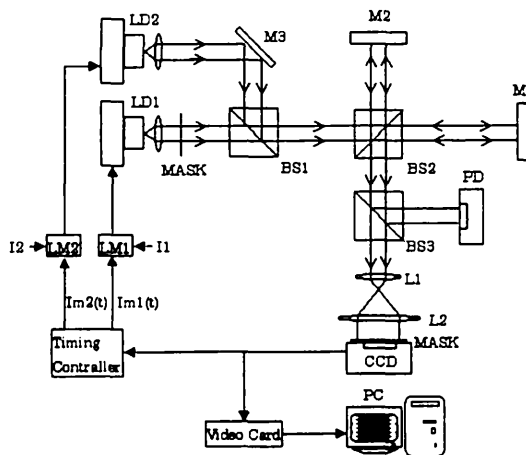 LD2
M3
M2
LD1
M
MASK
BS1
BS2
PD
BS3
I2
LM2
LM1
I1
L1
Im2(t)
Im1(t)
L2
MASK
Timing
Contraller
CCD
PC
Video Card